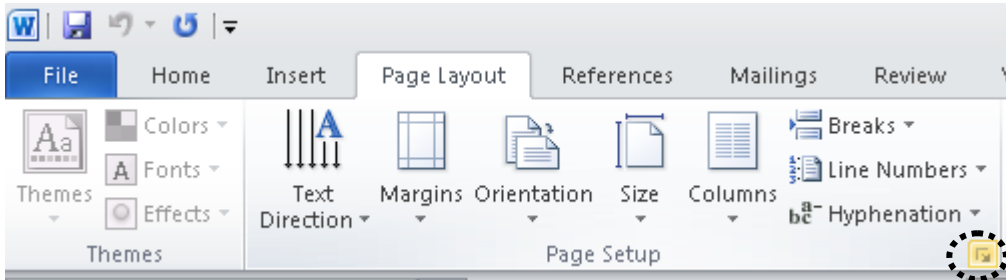 W
File Home Insert Page Layout References Mailings Review
Aa Colors Breaks
A Fonts Line Numbers
Themes Text Margins Orientation Size Columns
Effects Direction Hyphenation
Themes Page Setup